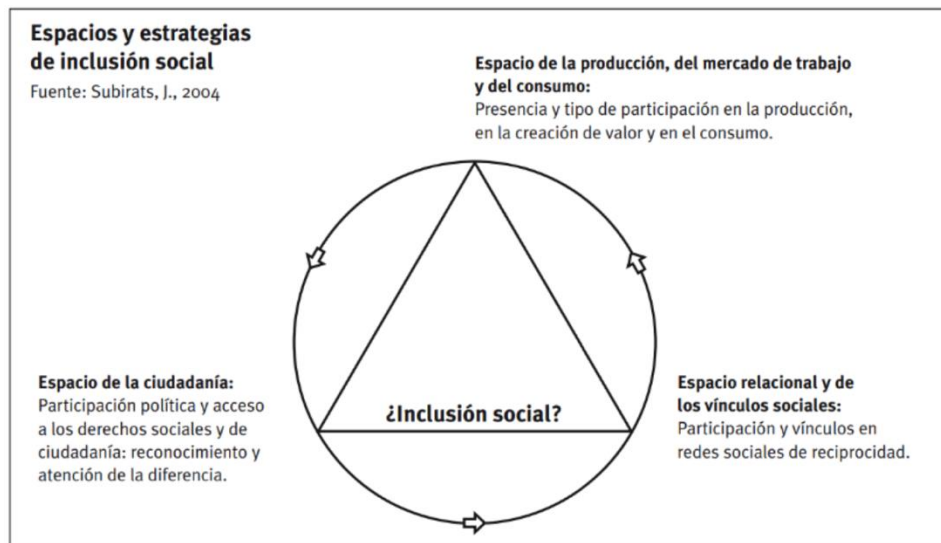 Espacios y estrategias
de inclusión social
Fuente: Subirats, J., 2004
Espacio de la producción, del mercado de trabajo
y del consumo:
Presencia y tipo de participación en la producción,
en la creación de valor y en el consumo.
Espacio de la ciudadanía:
Participación política y acceso
a los derechos sociales y de
ciudadanía: reconocimiento y
atención de la diferencia.
¿Inclusión social?
Espacio relacional y de
los vínculos sociales:
Participación y vínculos en
redes sociales de reciprocidad.